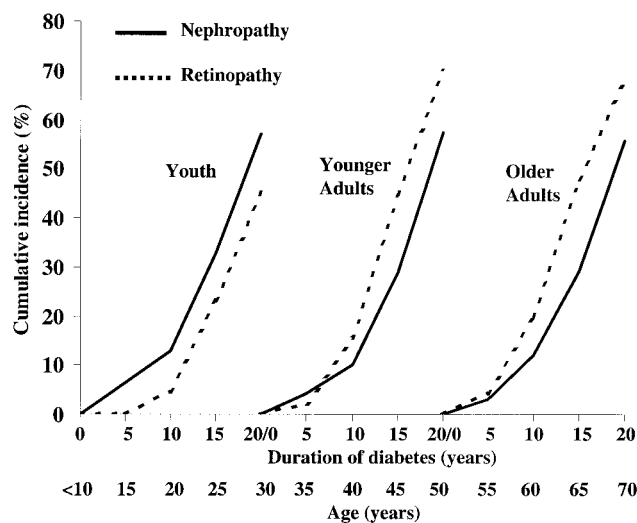 80
Nephropathy
70
Retinopathy
60
Cumulative incidence (%)
50
Youth
Younger
Adults
Older
Adults
40
30
20
10
0
0 5 10 15 20/0 5 10 15 20/0 5 10 15 20
Duration of diabetes (years)
<10 15 20 25 30 35 40 45 50 55 60 65 70
Age (years)